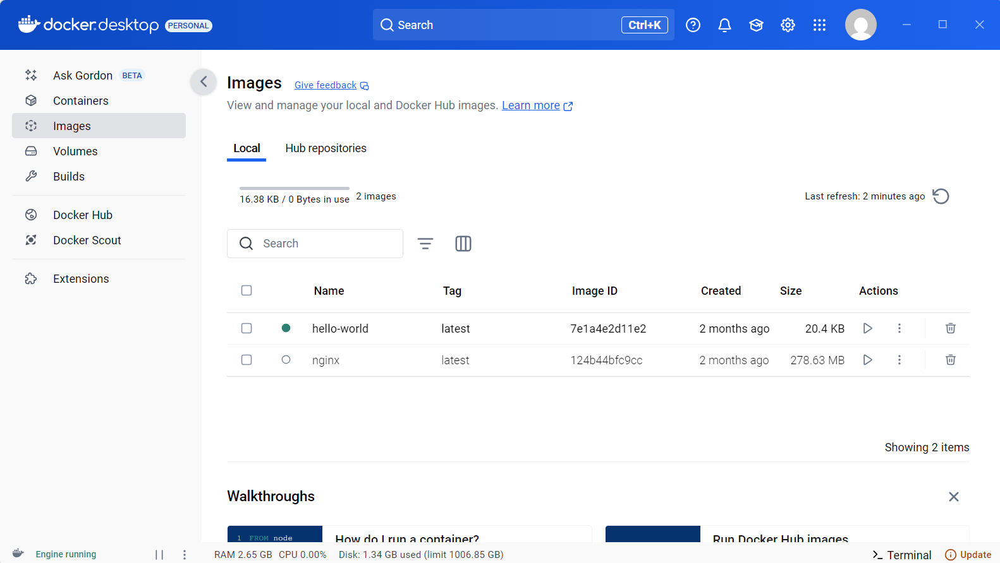 docker.desktop PERSONAL
Search Ctrl+K
Ask Gordon BETA
Containers
Images
Volumes
Builds
Docker Hub
Docker Scout
Extensions
Images Give feedback
View and manage your local and Docker Hub images. Learn more
Local Hub repositories
16.38 KB / 0 Bytes in use 2 images
Last refresh: 2 minutes ago
Search
Name Tag Image ID Created Size Actions
hello-world latest 7e1a4e2d11e2 2 months ago 20.4 KB
nginx latest 124b44bfc9cc 2 months ago 278.63 MB
Showing 2 items
Walkthroughs
1 FROM node
How do I run a container?
Run Docker Hub images
Engine running
RAM 2.65 GB CPU 0.00% Disk: 1.34 GB used (limit 1006.85 GB)
Terminal
Update